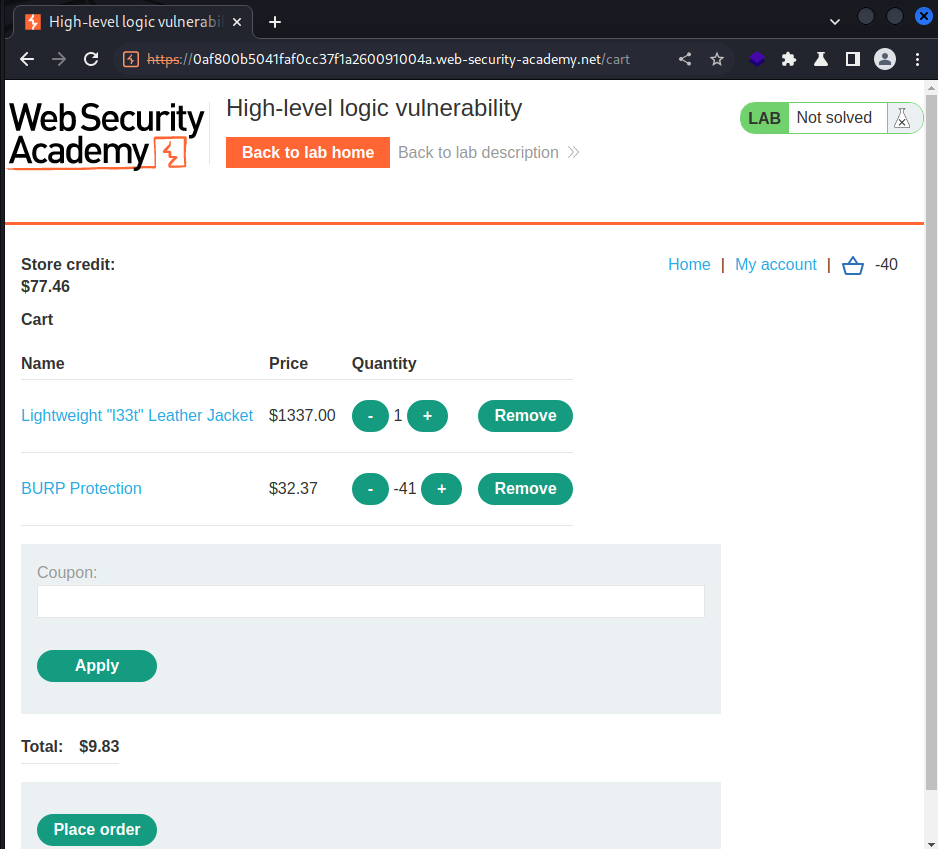 High-level logic vulnerabil
https://0af800b5041faf0cc37f1a260091004a.web-security-academy.net/cart
Web Security
Academy
High-level logic vulnerability
Back to lab home Back to lab description
LAB Not solved
Store credit:
$77.46
Home | My account | -40
Cart
Name Price Quantity
Lightweight "l33t" Leather Jacket $1337.00 - 1 + Remove
BURP Protection $32.37 - -41 + Remove
Coupon:
Apply
Total: $9.83
Place order